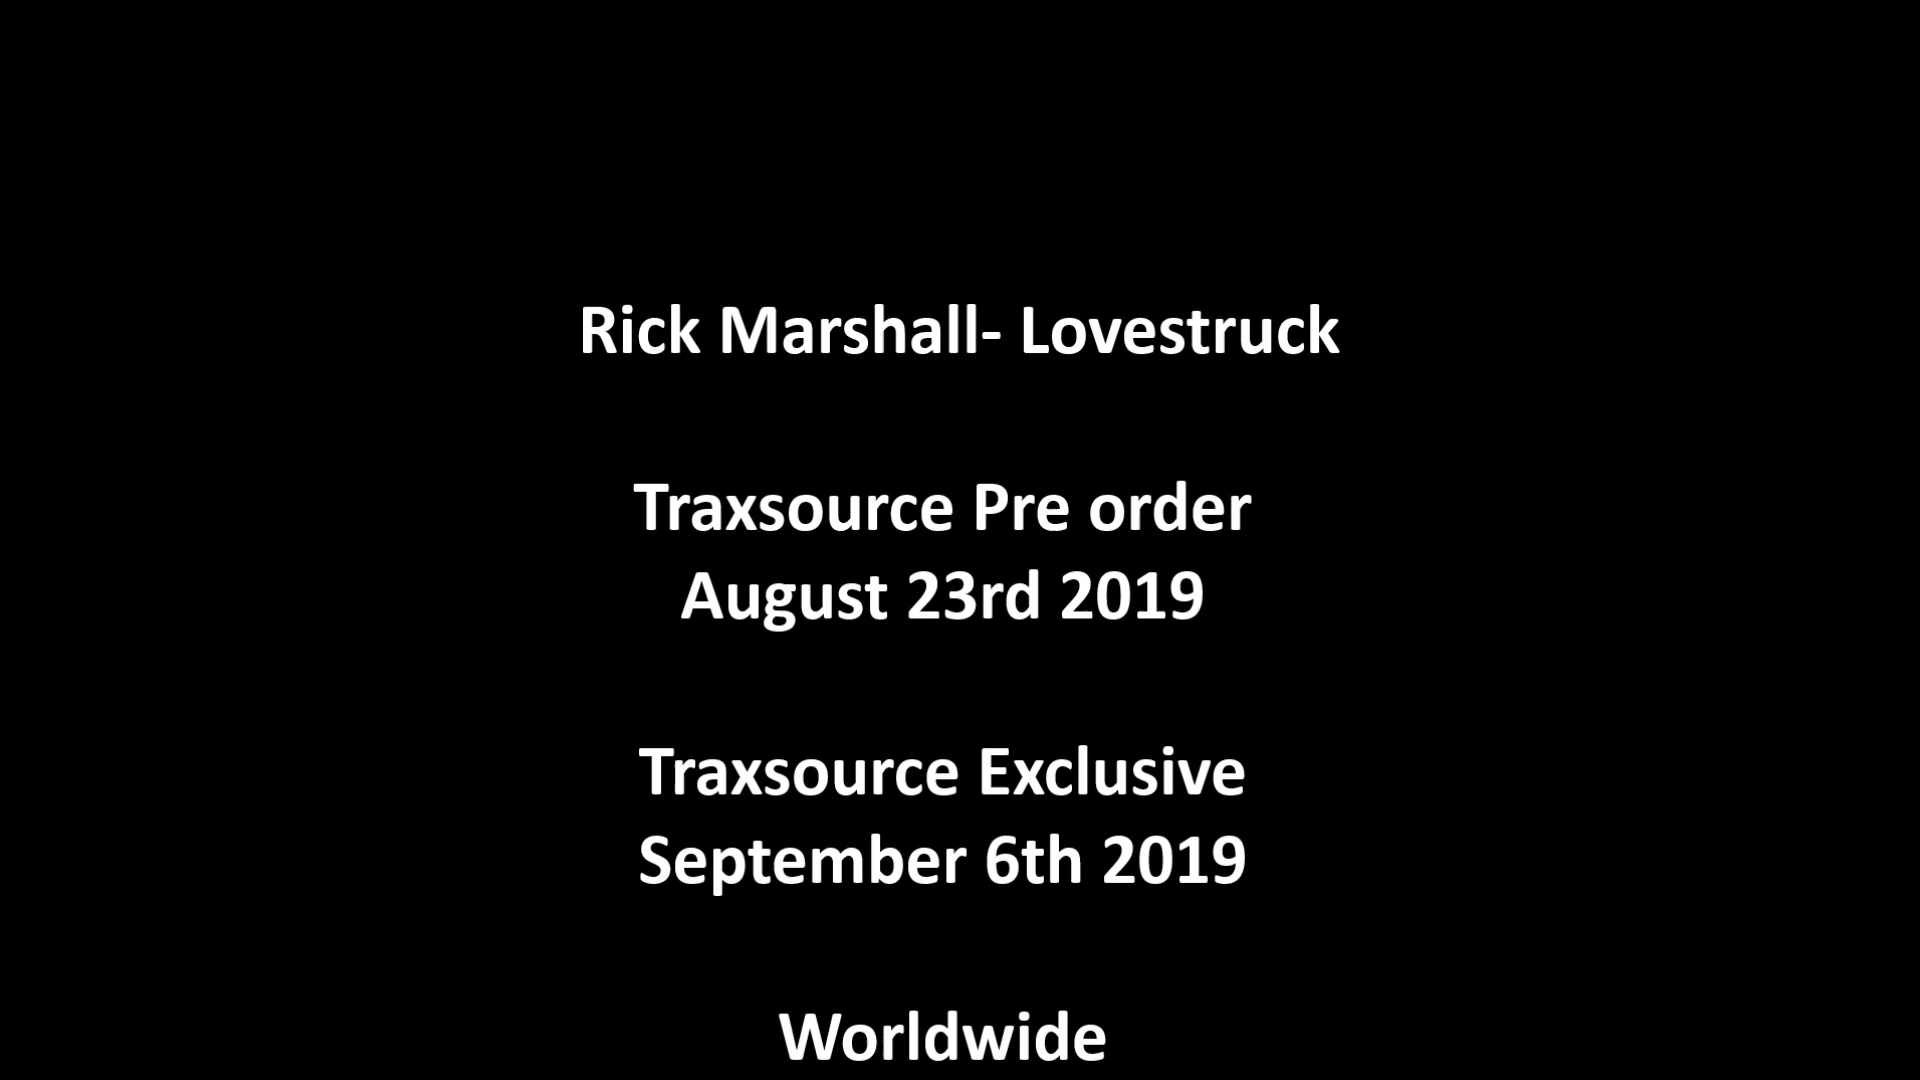 Rick Marshall- Lovestruck
Traxsource Pre order
August 23rd 2019
Traxsource Exclusive
September 6th 2019
Worldwide